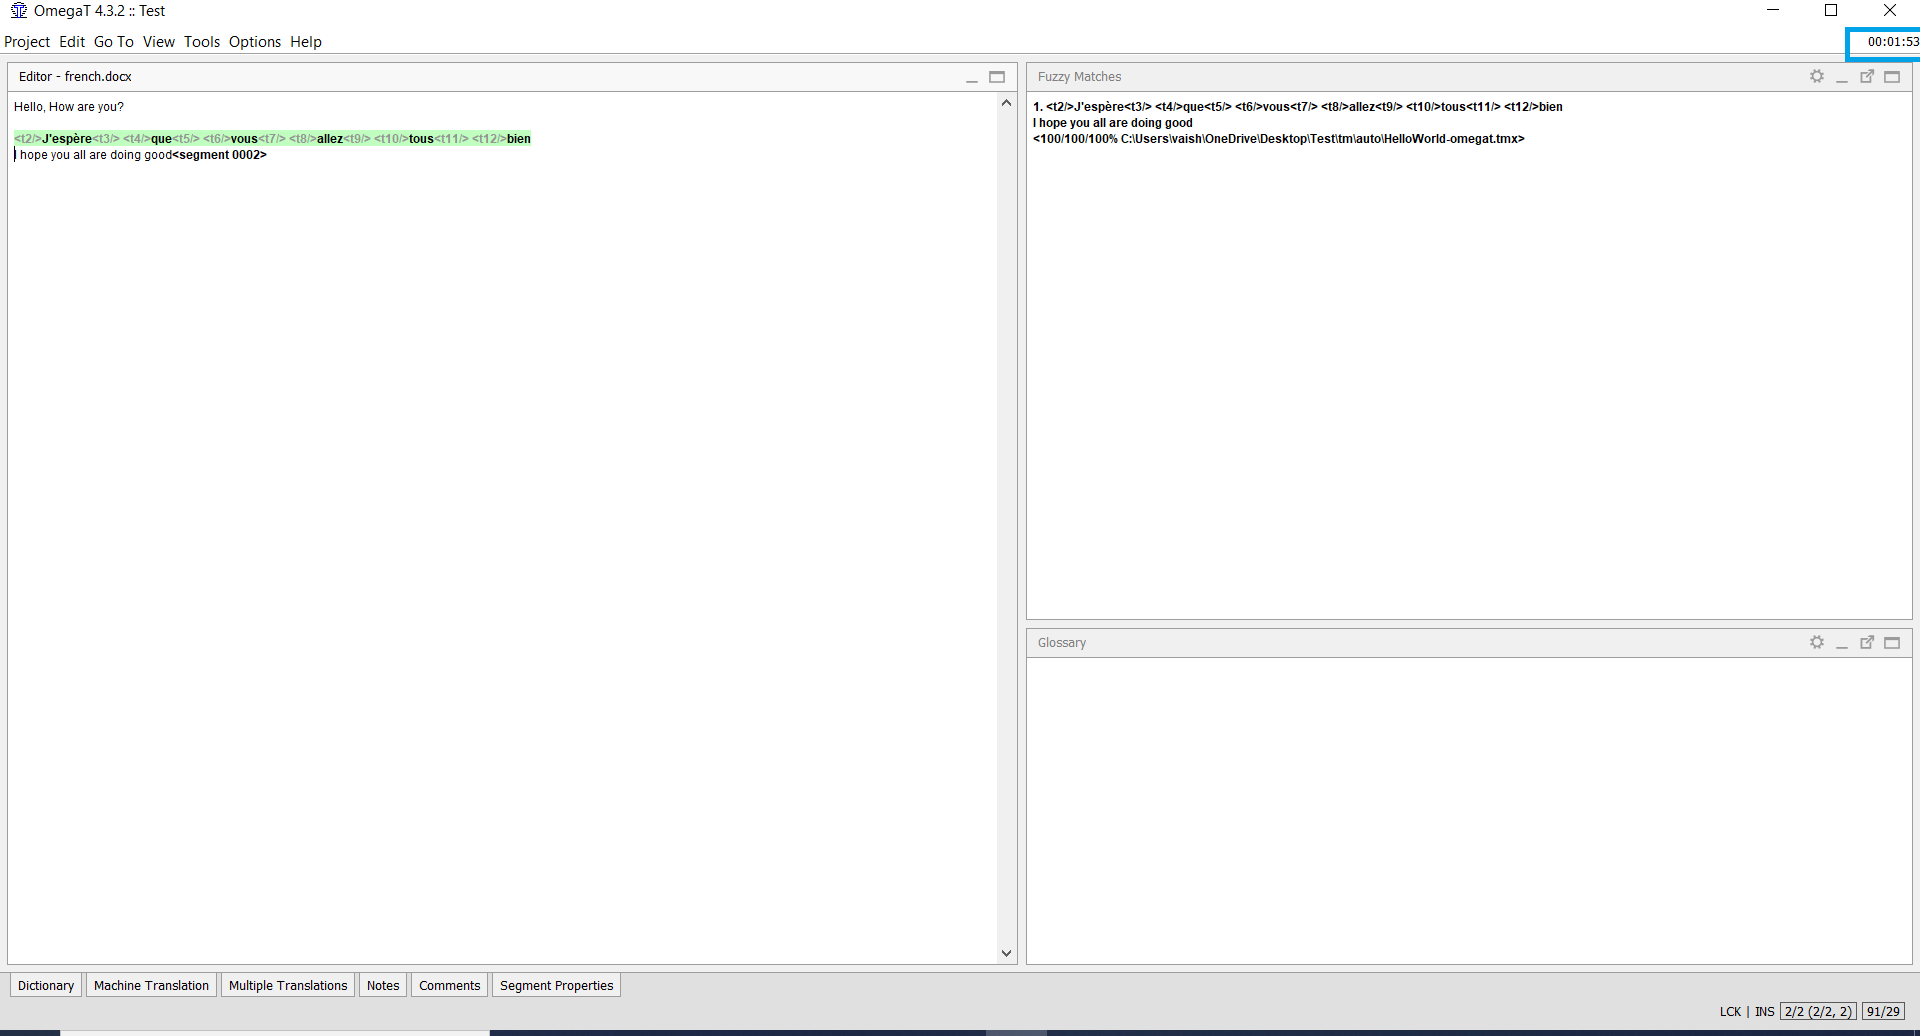 OmegaT 4.3.2 :: Test
Project Edit Go To View Tools Options Help
00:01:53
Editor - french.docx
Hello, How are you?
<t2/>J'espère<t3/> <t4/>que<t5/> <t6/>vous<t7/> <t8/>allez<t9/> <t10/>tous<t11/> <t12/>bien
I hope you all are doing good<segment 0002>
Fuzzy Matches
1. <t2/>J'espère<t3/> <t4/>que<t5/> <t6/>vous<t7/> <t8/>allez<t9/> <t10/>tous<t11/> <t12/>bien
I hope you all are doing good
<100/100/100% C:\Users\vaish\OneDrive\Desktop\Test\tm\auto\HelloWorld-omegat.tmx>
Glossary
Dictionary Machine Translation Multiple Translations Notes Comments Segment Properties
LCK | INS 2/2 (2/2, 2) 91/29